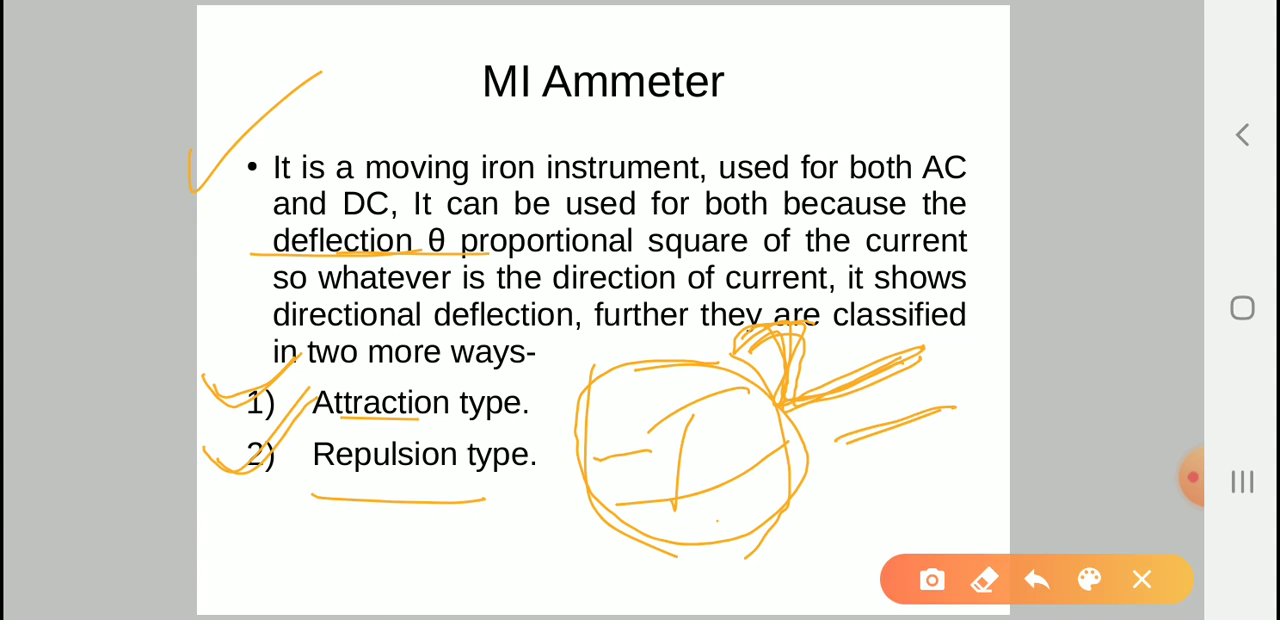 MI Ammeter
• It is a moving iron instrument, used for both AC
and DC, It can be used for both because the
deflection θ proportional square of the current
so whatever is the direction of current, it shows
directional deflection, further they are classified
in two more ways-
1) Attraction type.
2) Repulsion type.